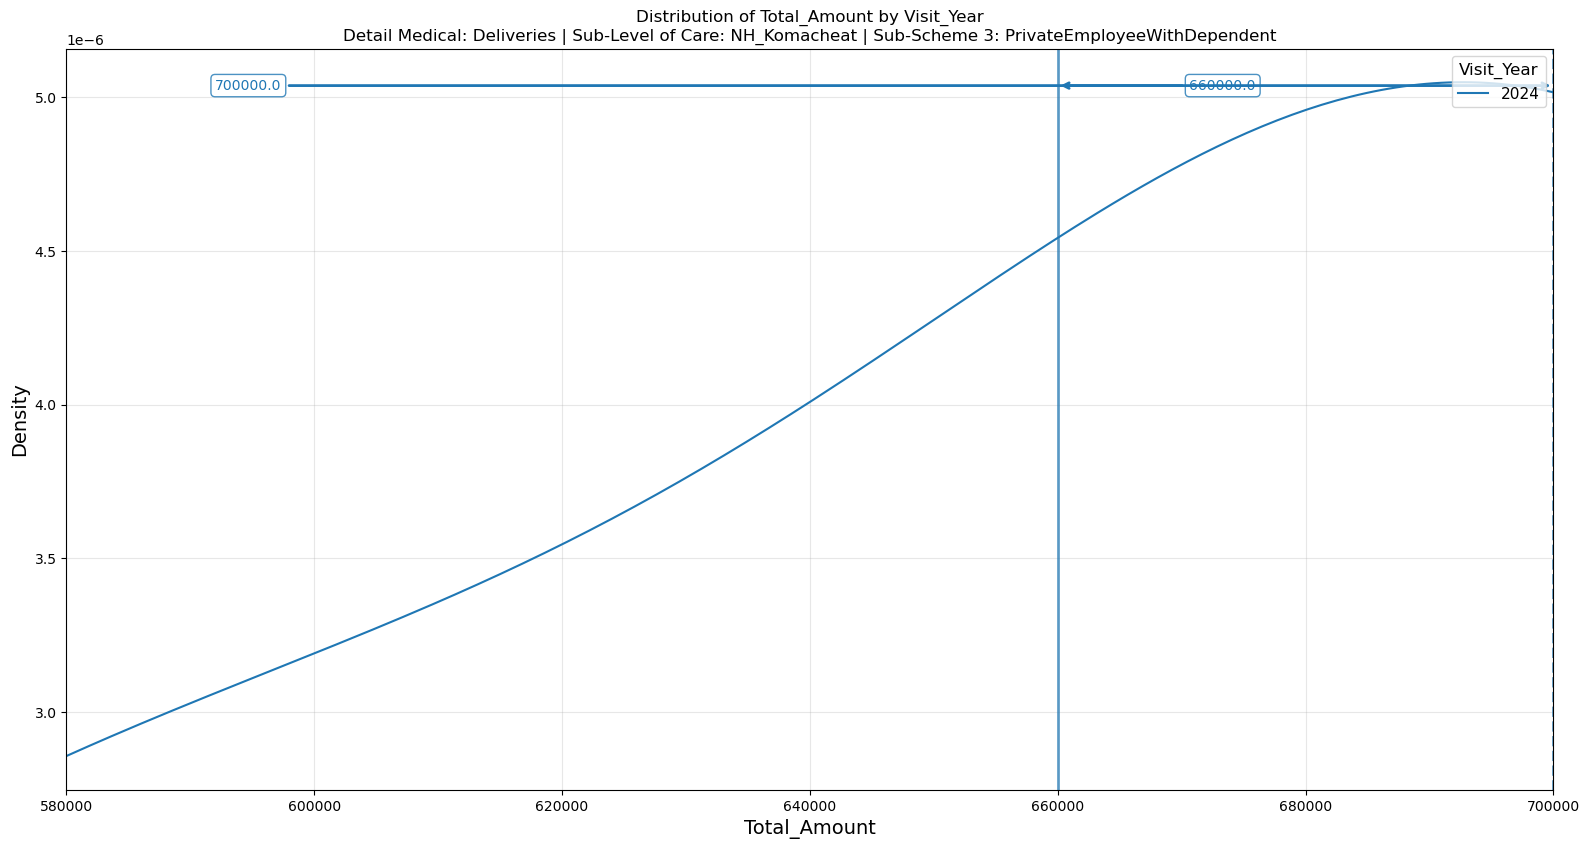 Distribution of Total_Amount by Visit_Year
Detail Medical: Deliveries | Sub-Level of Care: NH_Komacheat | Sub-Scheme 3: PrivateEmployeeWithDependent
1e−6
700000.0
660000.0
Visit_Year
2024
5.0
4.5
4.0
3.5
3.0
Density
580000
600000
620000
640000
660000
680000
700000
Total_Amount